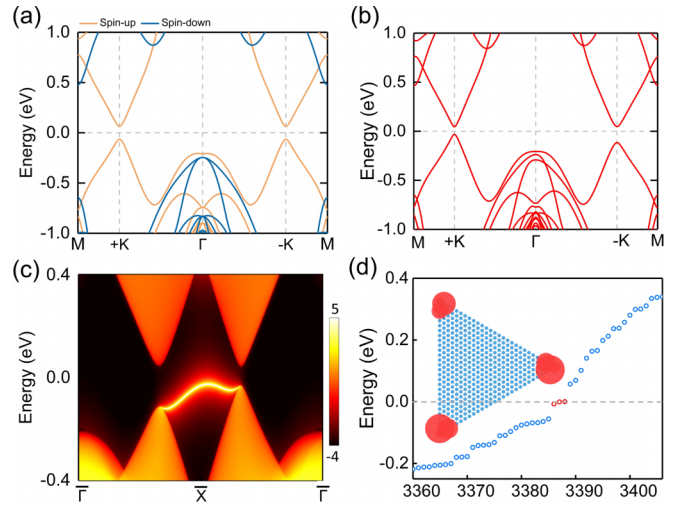 (a)
Spin-up
Spin-down
Energy (eV)
1.0
0.5
0.0
-0.5
-1.0
M
+K
Γ
-K
M
(b)
Energy (eV)
1.0
0.5
0.0
-0.5
-1.0
M
+K
Γ
-K
M
(c)
Energy (eV)
0.4
0.0
-0.4
Γ̅
X̅
Γ̅
5
-4
(d)
Energy (eV)
0.4
0.2
0.0
-0.2
3360
3370
3380
3390
3400